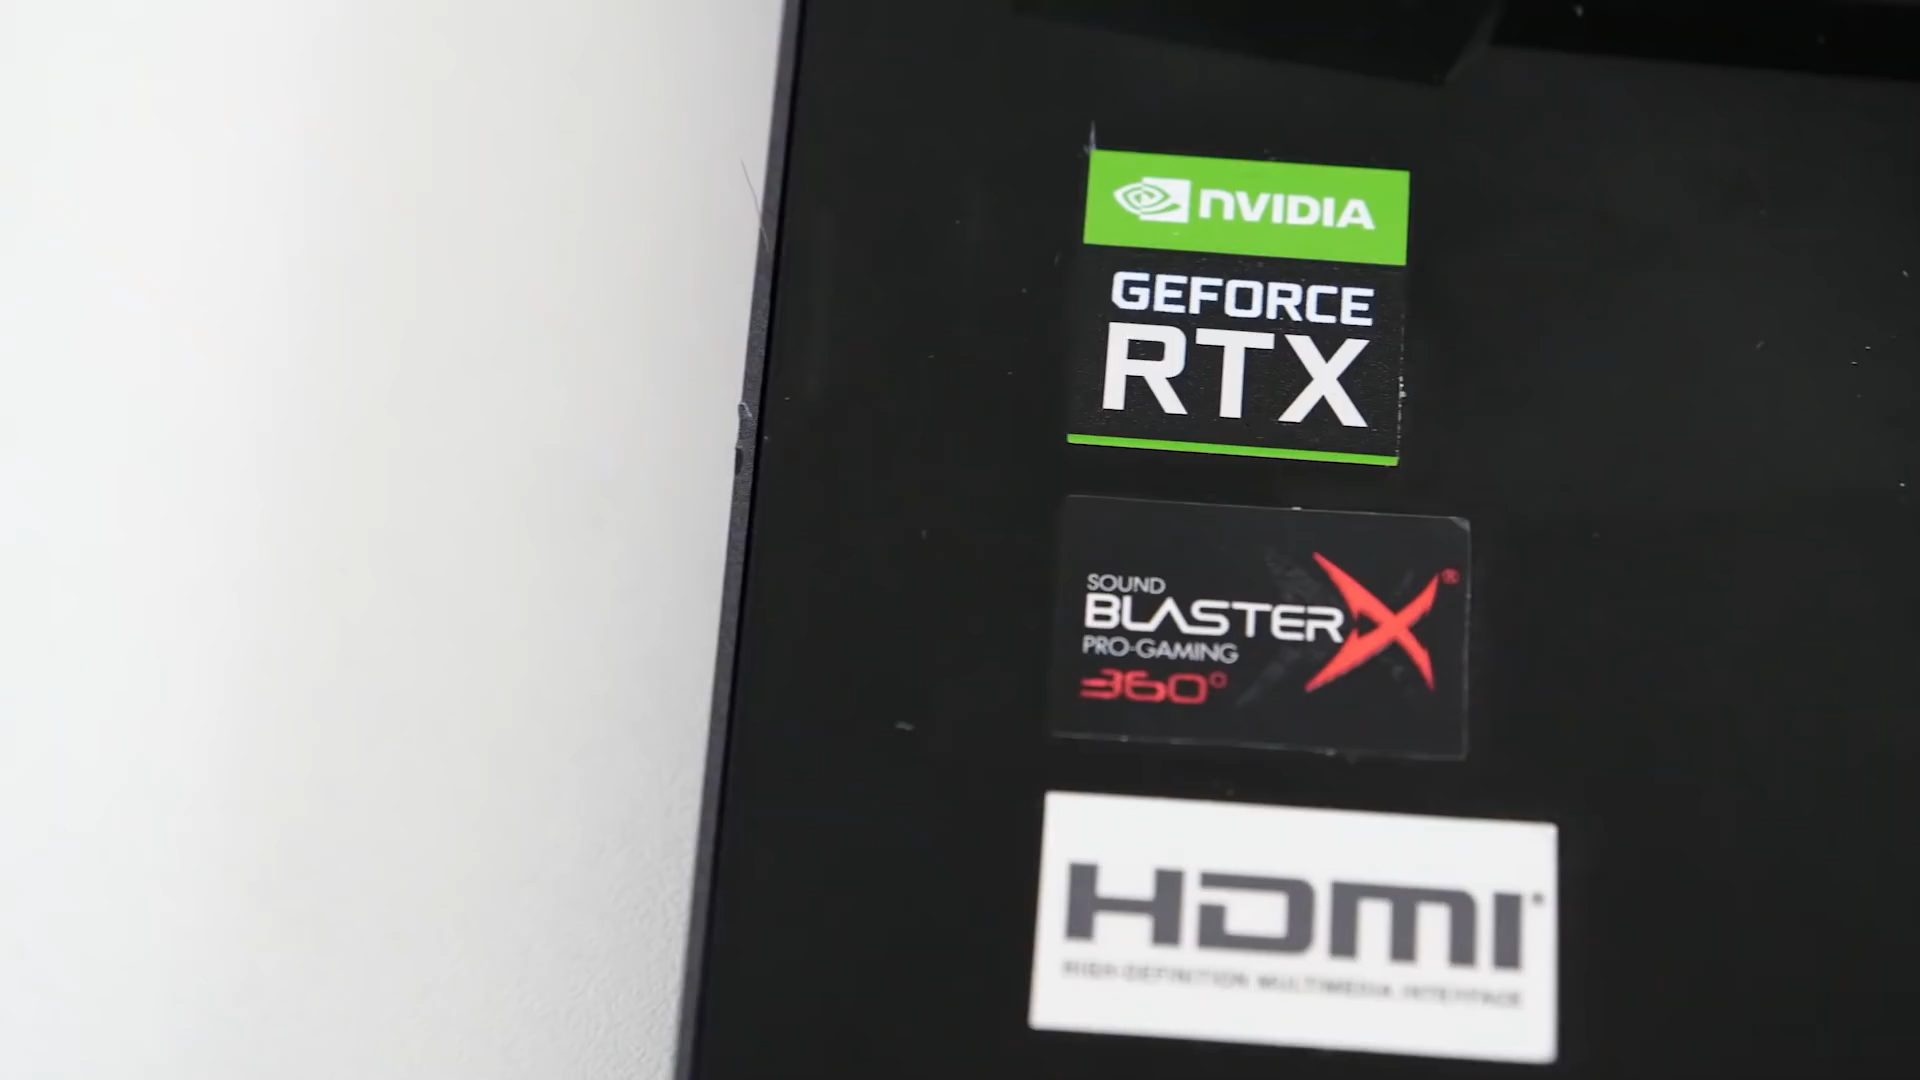 NVIDIA
GEFORCE
RTX
SOUND
BLASTERX®
PRO-GAMING
360°
HDMI
HIGH-DEFINITION MULTIMEDIA INTERFACE